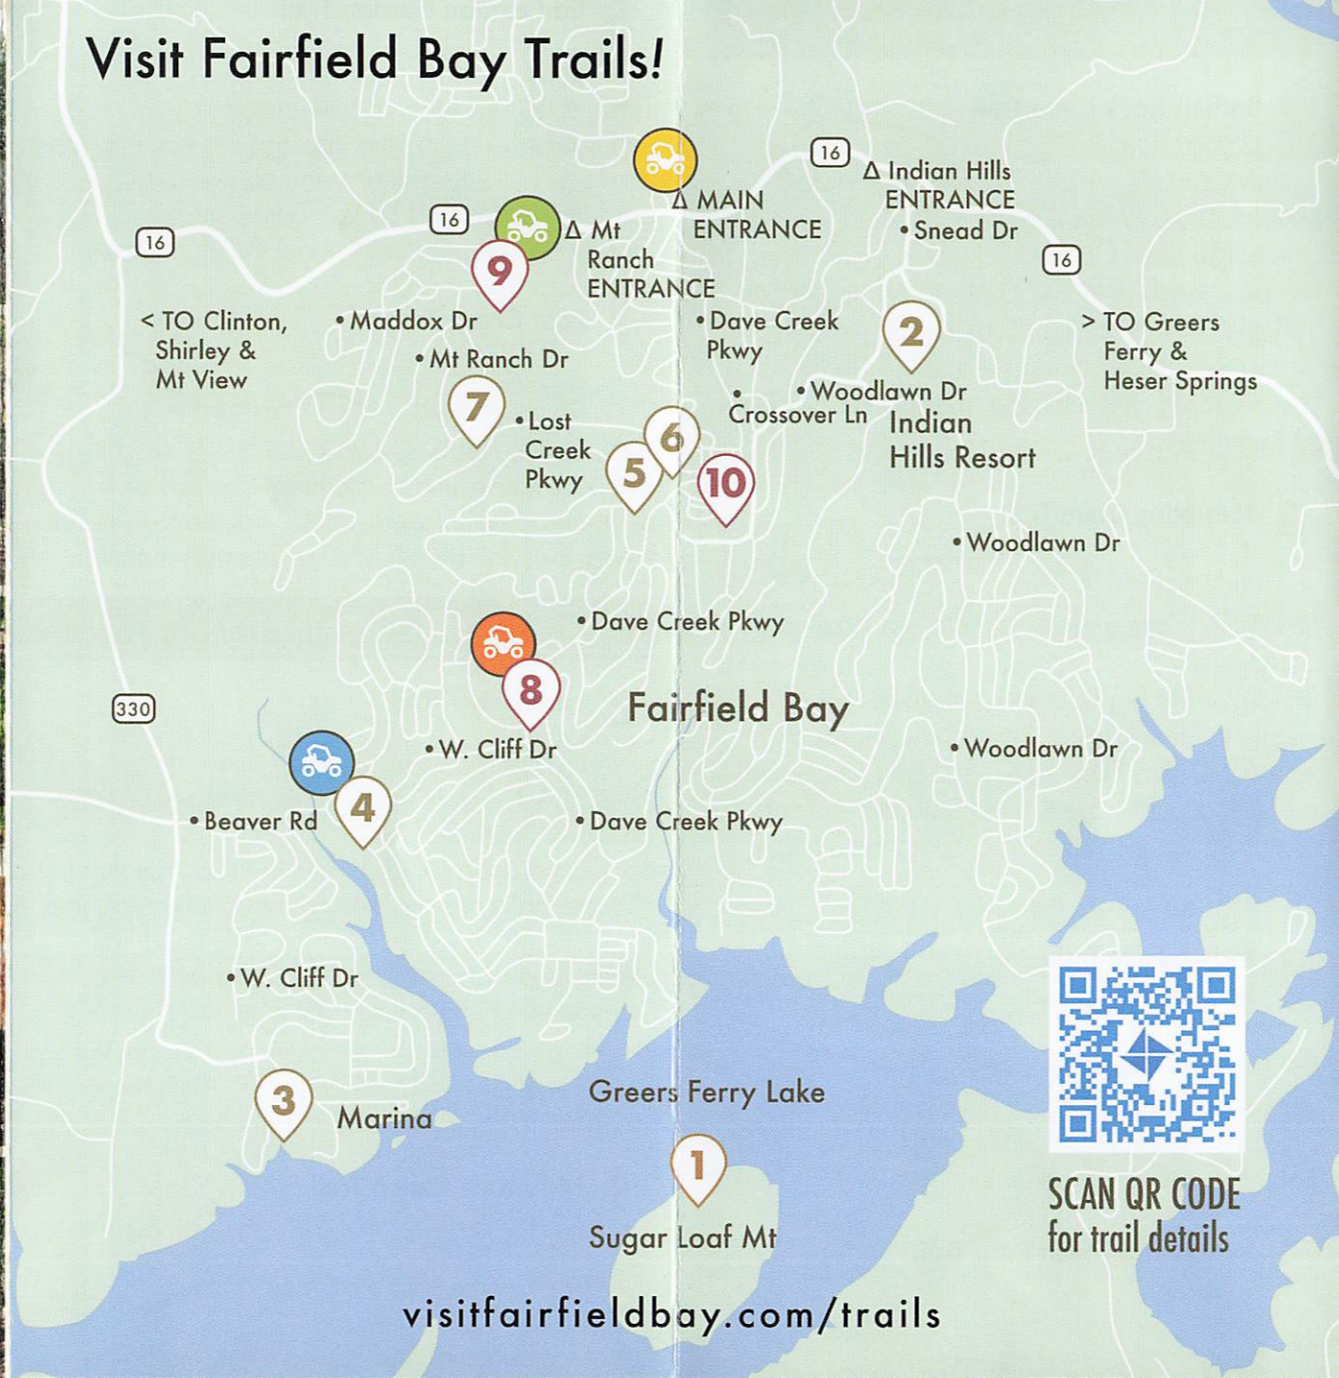 Visit Fairfield Bay Trails!
16
Δ Indian Hills
ENTRANCE
• Snead Dr
Δ MAIN
ENTRANCE
16
Δ Mt
Ranch
ENTRANCE
9
16
16
< TO Clinton,
Shirley &
Mt View
• Maddox Dr
• Mt Ranch Dr
• Dave Creek
Pkwy
2
> TO Greers
Ferry &
Heser Springs
7
• Lost
Creek
Pkwy
5
6
10
• Crossover Ln
• Woodlawn Dr
Indian
Hills Resort
• Woodlawn Dr
• Dave Creek Pkwy
8
Fairfield Bay
330
• W. Cliff Dr
• Woodlawn Dr
4
• Beaver Rd
• Dave Creek Pkwy
• W. Cliff Dr
3
Marina
Greers Ferry Lake
1
Sugar Loaf Mt
SCAN QR CODE
for trail details
visitfairfieldbay.com/trails